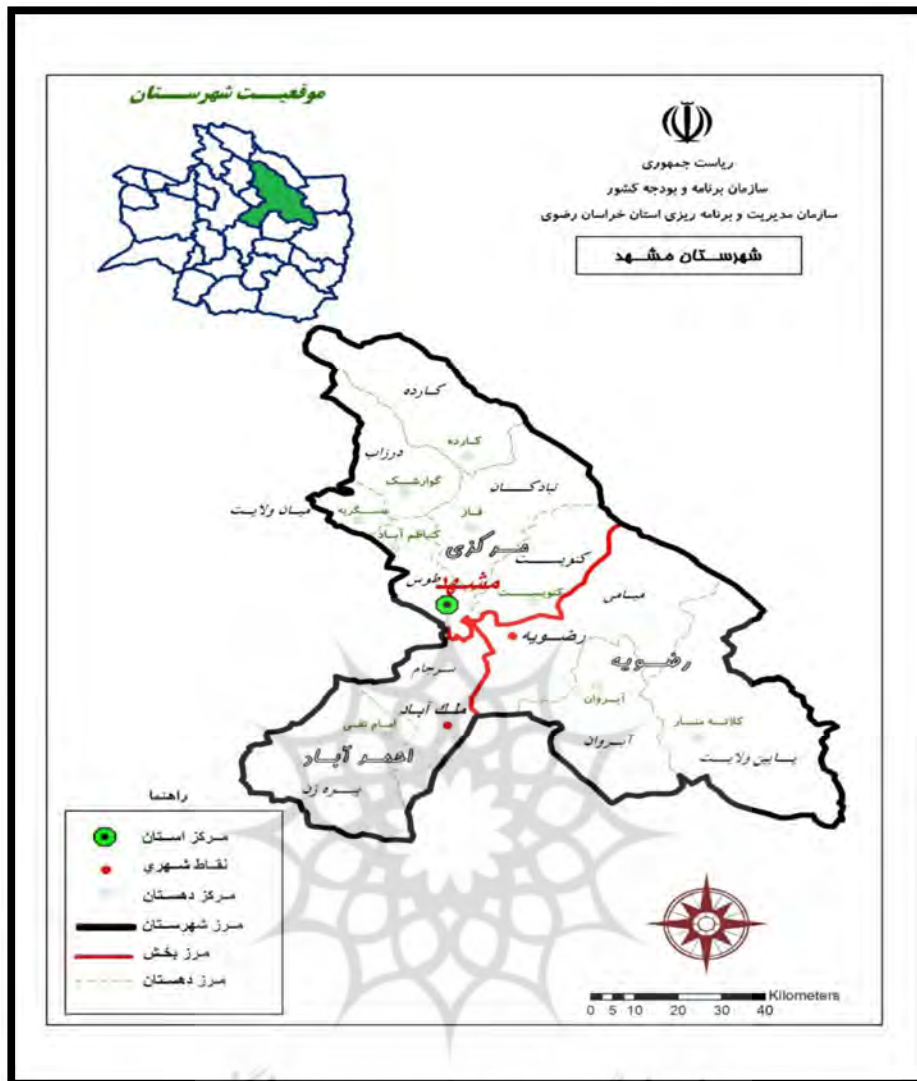 موقعیت شهرستان
ریاست جمهوری
سازمان برنامه و بودجه کشور
سازمان مدیریت و برنامه ریزی استان خراسان رضوی
شهرستان مشهد
کارده
کارده
درزاب
گوارشک
تبادکان
میان ولایت
سگریه
فاز
کاظم آباد
مرکزی
کنویست
طوس
مشهد
کنویست
میامی
رضویه
رضویه
سرجام
آبروان
ملک آباد
امام تقی
کلاته منار
آبروان
احمد آباد
پایین ولایت
پیوه ژن
راهنما
مرکز استان
نقاط شهری
مرکز دهستان
مرز شهرستان
مرز بخش
مرز دهستان
Kilometers
0 5 10 20 30 40